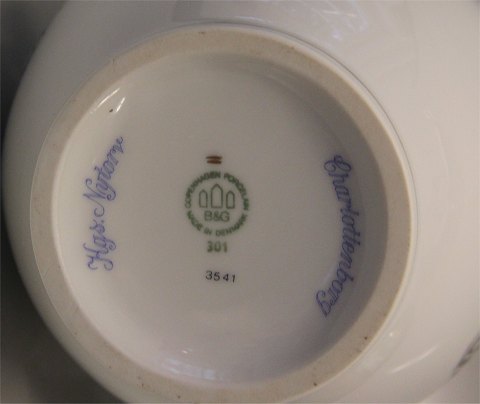 Kgs. Nytorv
Charlottenborg
COPENHAGEN PORCELAIN
B&G
MADE IN DENMARK
301
3541